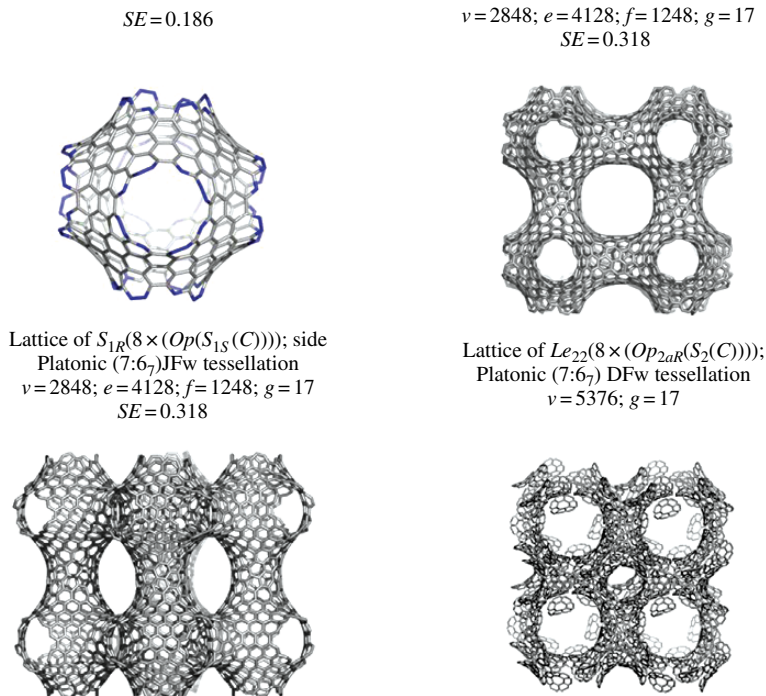 SE = 0.186
v = 2848; e = 4128; f = 1248; g = 17
SE = 0.318
Lattice of S₁R(8 × (Op(S₁S(C)))); side
Platonic (7:6₇)JFw tessellation
v = 2848; e = 4128; f = 1248; g = 17
SE = 0.318
Lattice of Le₂₂(8 × (Op₂aR(S₂(C))));
Platonic (7:6₇) DFw tessellation
v = 5376; g = 17